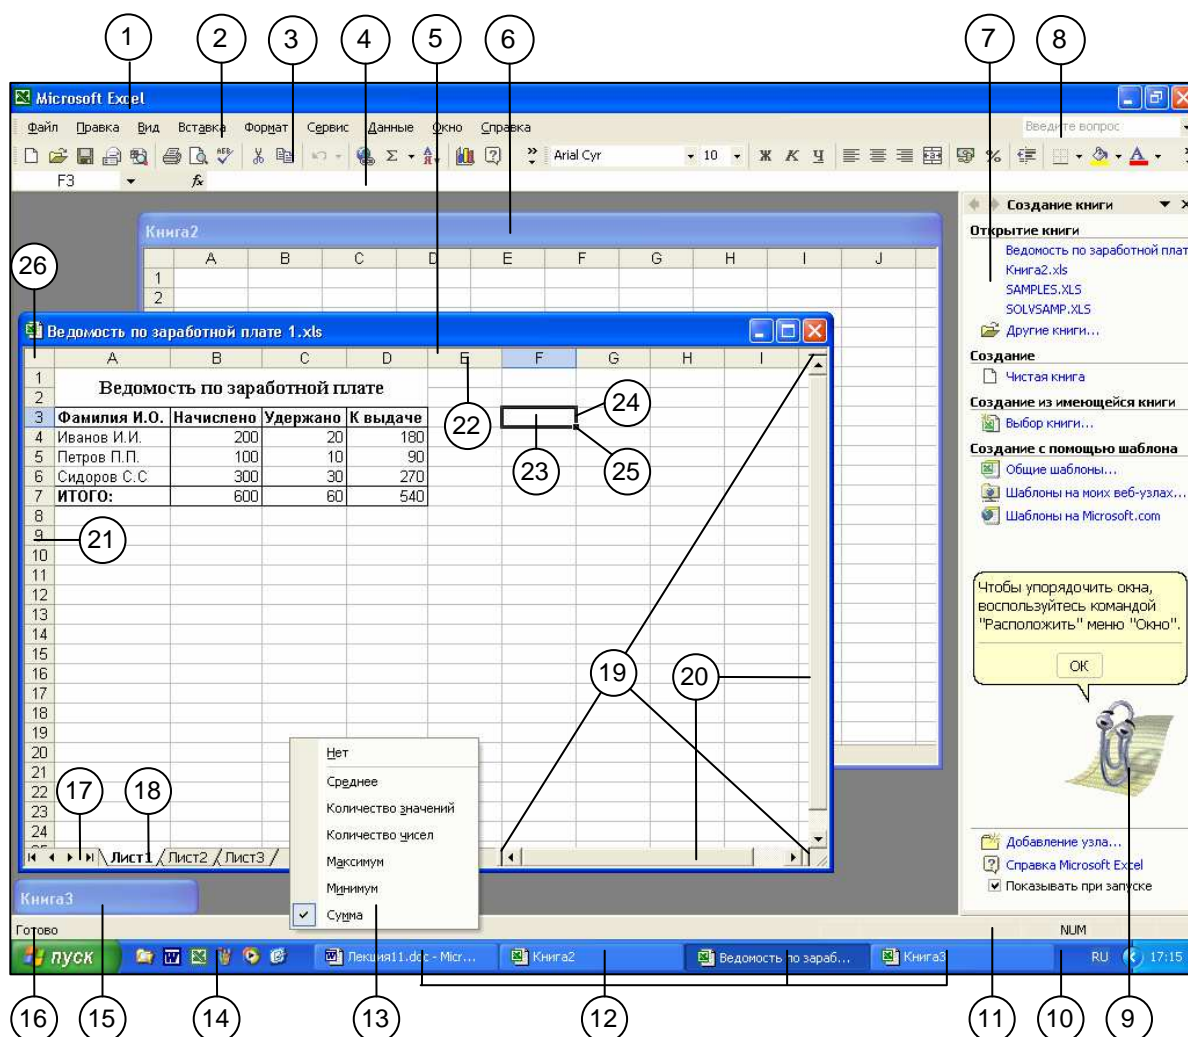 1 2 3 4 5 6 7 8
Microsoft Excel
Файл Правка Вид Вставка Формат Сервис Данные Окно Справка Введите вопрос
Arial Cyr 10 Ж К Ч
F3 fx
Создание книги
Открытие книги
Ведомость по заработной плат
Книга2.xls
SAMPLES.XLS
SOLVSAMP.XLS
Другие книги...
Создание
Чистая книга
Создание из имеющейся книги
Выбор книги...
Создание с помощью шаблона
Общие шаблоны...
Шаблоны на моих веб-узлах...
Шаблоны на Microsoft.com
Чтобы упорядочить окна,
воспользуйтесь командой
"Расположить" меню "Окно".
OK
Добавление узла...
Справка Microsoft Excel
Показывать при запуске
Книга2
A B C D E F G H I J
1
2
26
Ведомость по заработной плате 1.xls
A B C D E F G H I
1
2 Ведомость по заработной плате
3 Фамилия И.О. Начислено Удержано К выдаче
4 Иванов И.И. 200 20 180
5 Петров П.П. 100 10 90
6 Сидоров С.С 300 30 270
7 ИТОГО: 600 60 540
8
9
10
11
12
13
14
15
16
17
18
19
20
21
22
23
24
22 24
23 25
21
19 20
17 18
Нет
Среднее
Количество значений
Количество чисел
Максимум
Минимум
Сумма
Лист1 Лист2 Лист3
Книга3
Готово NUM
пуск Лекция11.doc - Micr... Книга2 Ведомость по зараб... Книга3 RU 17:15
16 15 14 13 12 11 10 9